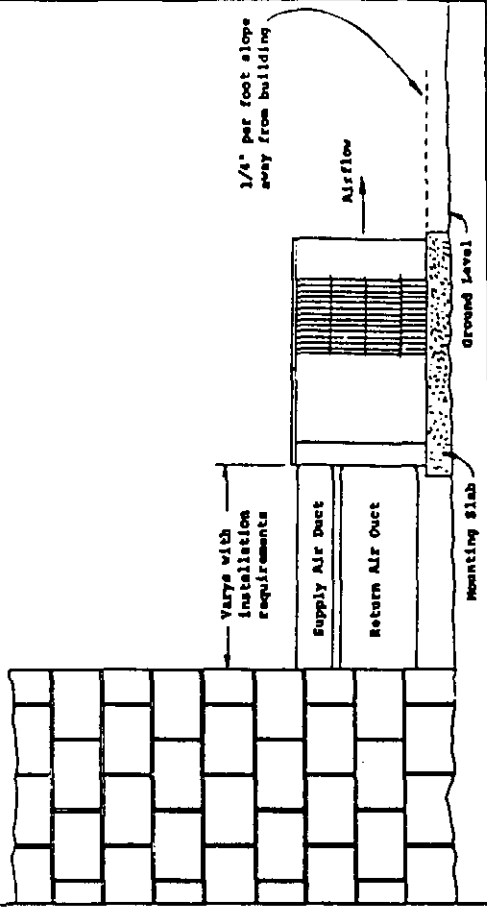 1/4" per foot slope
away from building
Airflow
Varys with
installation
requirements
Supply Air Duct
Return Air Duct
Mounting Slab
Ground Level